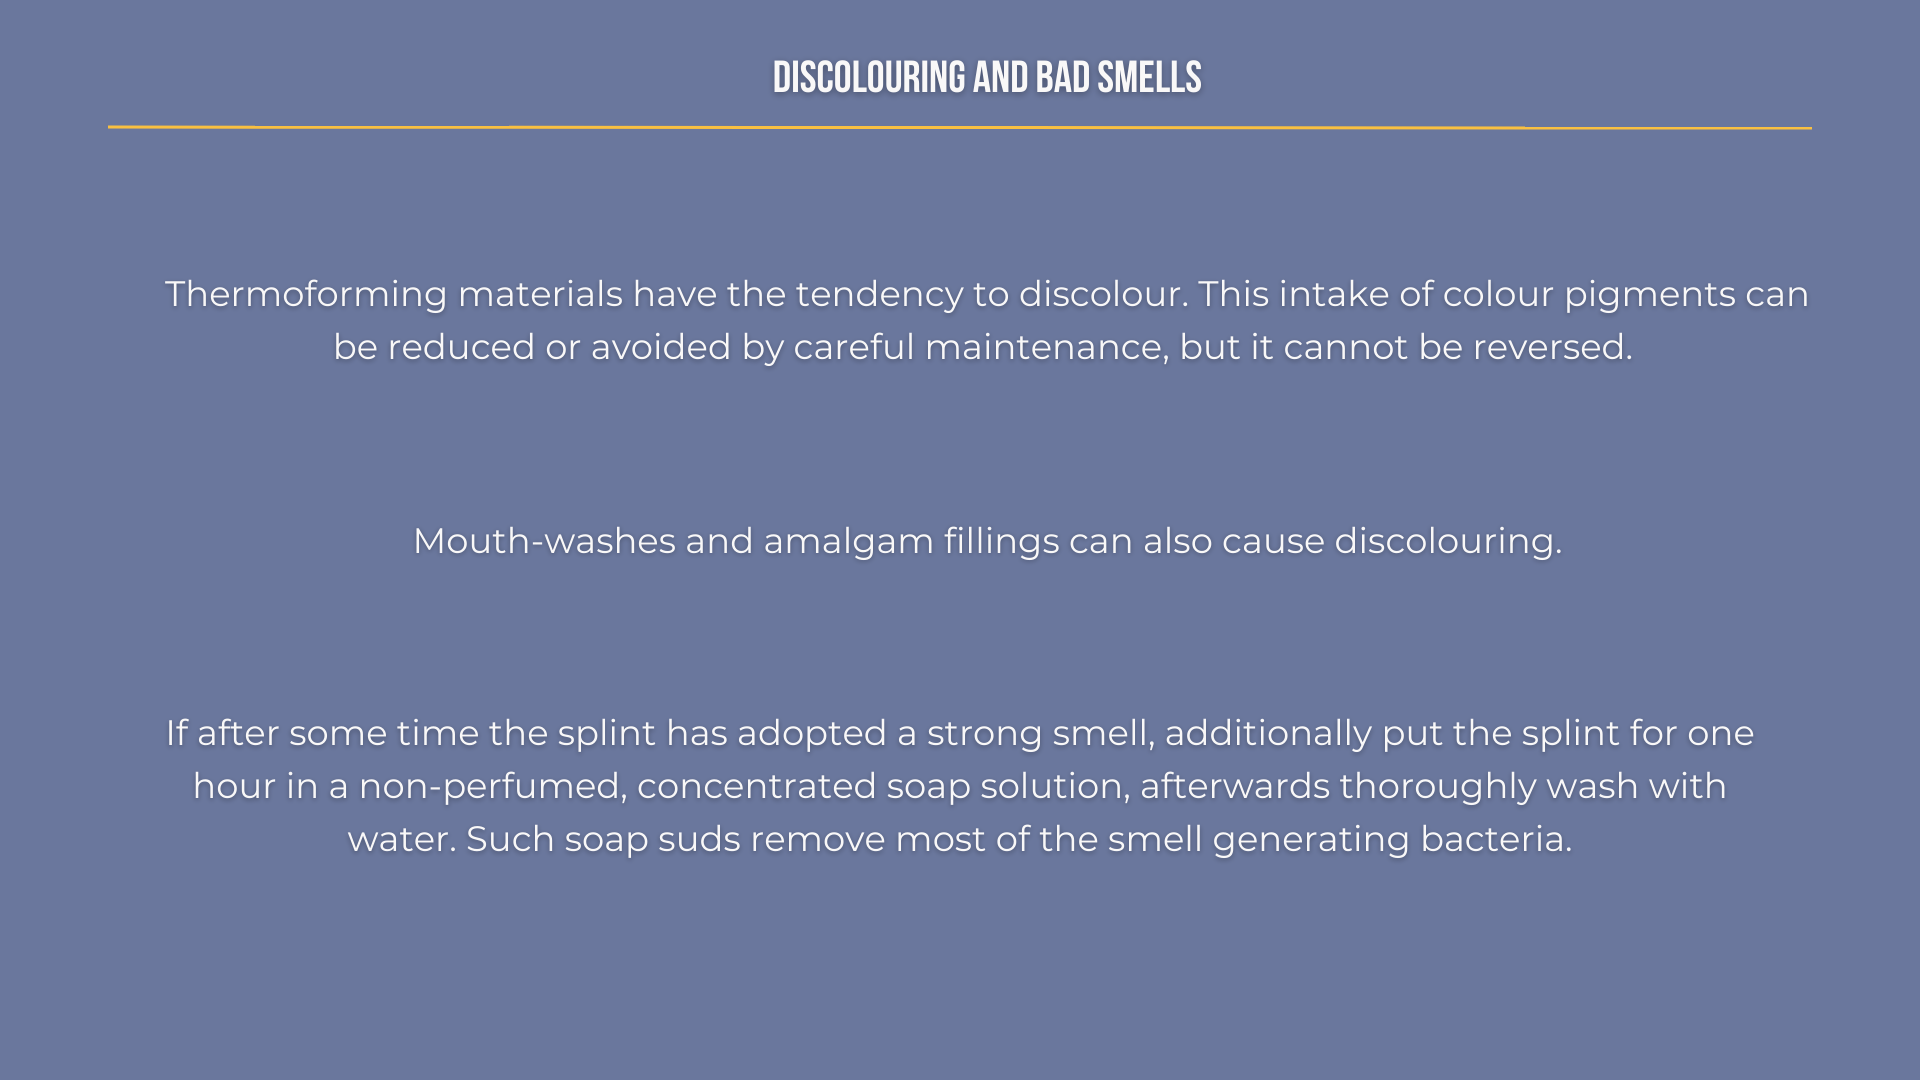 DISCOLOURING AND BAD SMELLS
Thermoforming materials have the tendency to discolour. This intake of colour pigments can
be reduced or avoided by careful maintenance, but it cannot be reversed.
Mouth-washes and amalgam fillings can also cause discolouring.
If after some time the splint has adopted a strong smell, additionally put the splint for one
hour in a non-perfumed, concentrated soap solution, afterwards thoroughly wash with
water. Such soap suds remove most of the smell generating bacteria.